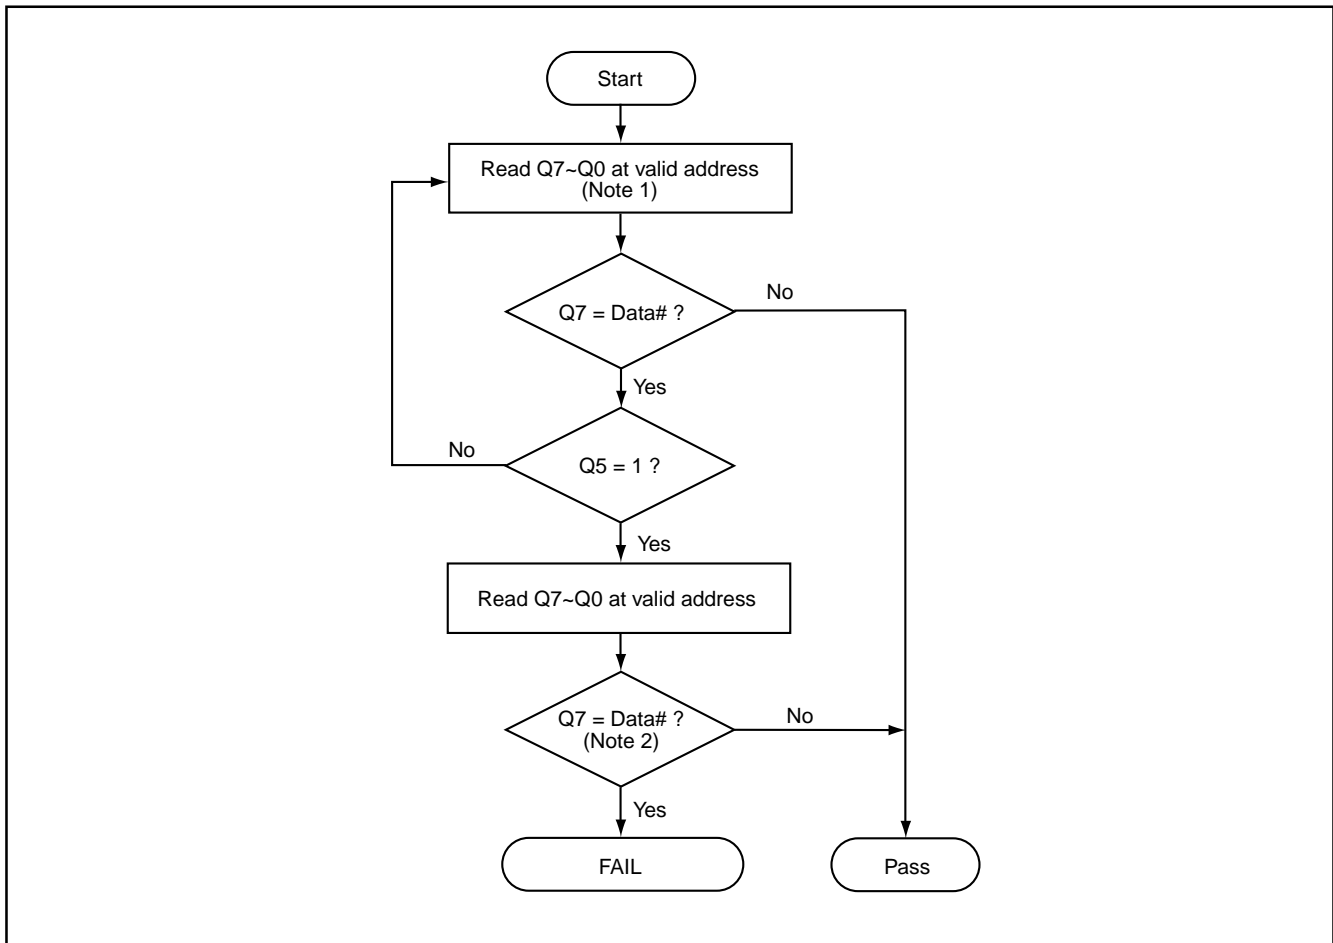 Start
Read Q7~Q0 at valid address
(Note 1)
No
Q7 = Data# ?
Yes
No
Q5 = 1 ?
Yes
Read Q7~Q0 at valid address
Q7 = Data# ?
(Note 2)
No
Yes
FAIL
Pass